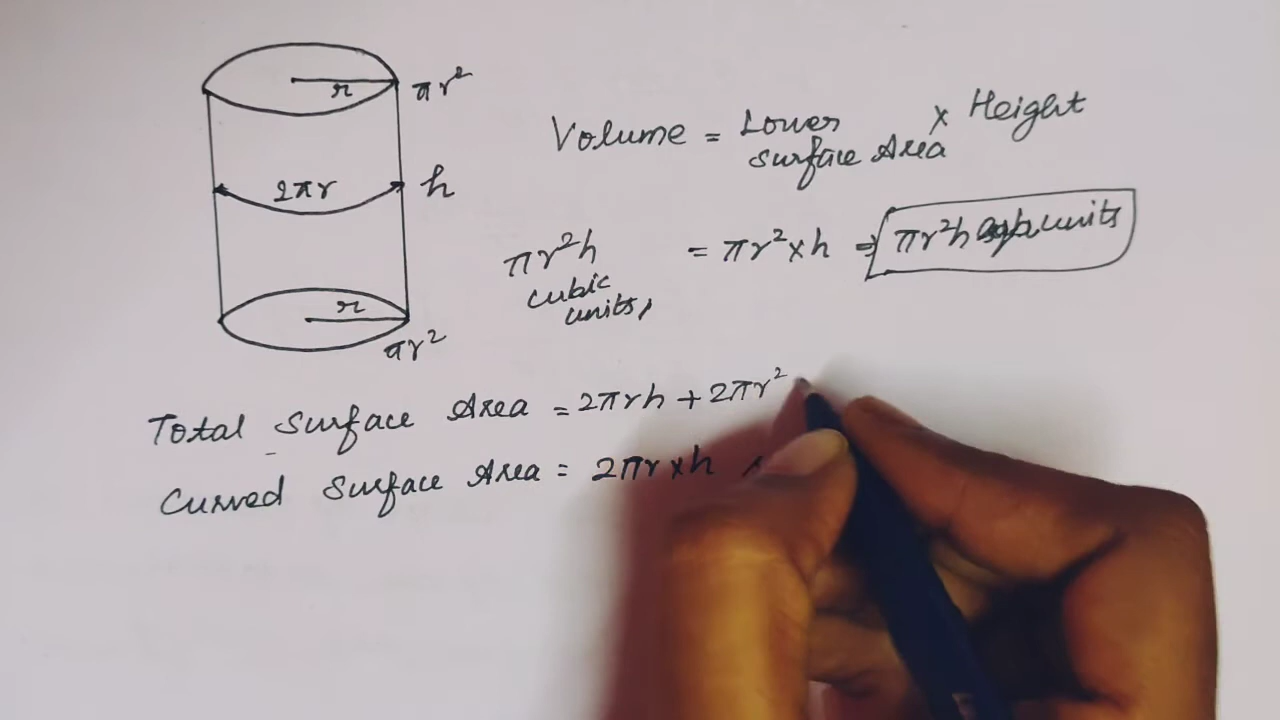 r πr²
2πr h
r
πr²
Volume = Lower Surface Area × Height
= πr² × h = πr²h units
πr²h
cubic
units,
Total Surface Area = 2πrh + 2πr²
Curved Surface Area = 2πr×h